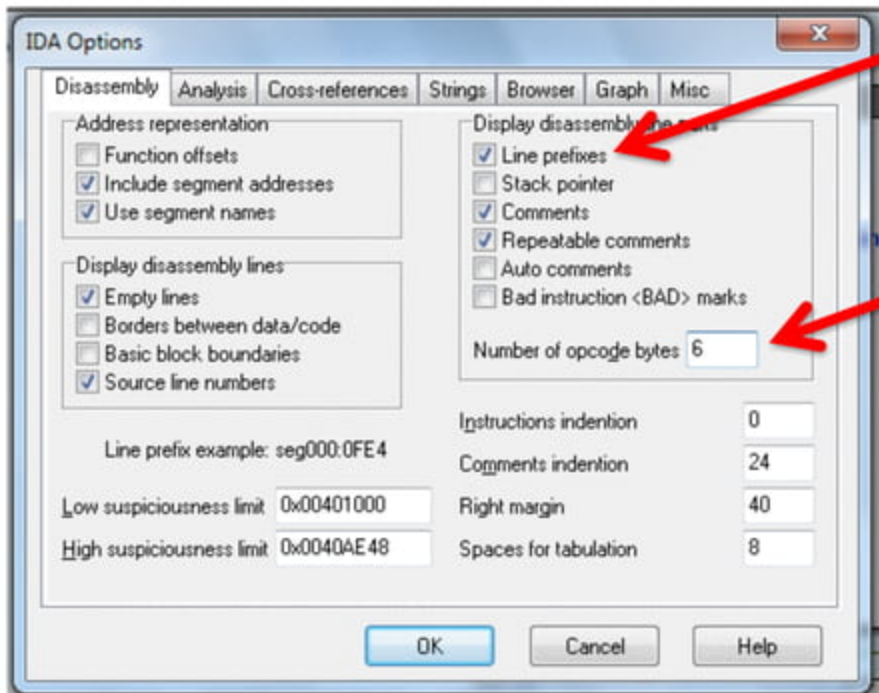 IDA Options
Disassembly Analysis Cross-references Strings Browser Graph Misc
Address representation
Function offsets
Include segment addresses
Use segment names
Display disassembly lines
Empty lines
Borders between data/code
Basic block boundaries
Source line numbers
Line prefix example: seg000:0FE4
Low suspiciousness limit 0x00401000
High suspiciousness limit 0x0040AE48
Display disassembly line
Line prefixes
Stack pointer
Comments
Repeatable comments
Auto comments
Bad instruction <BAD> marks
Number of opcode bytes 6
Instructions indention 0
Comments indention 24
Right margin 40
Spaces for tabulation 8
OK Cancel Help